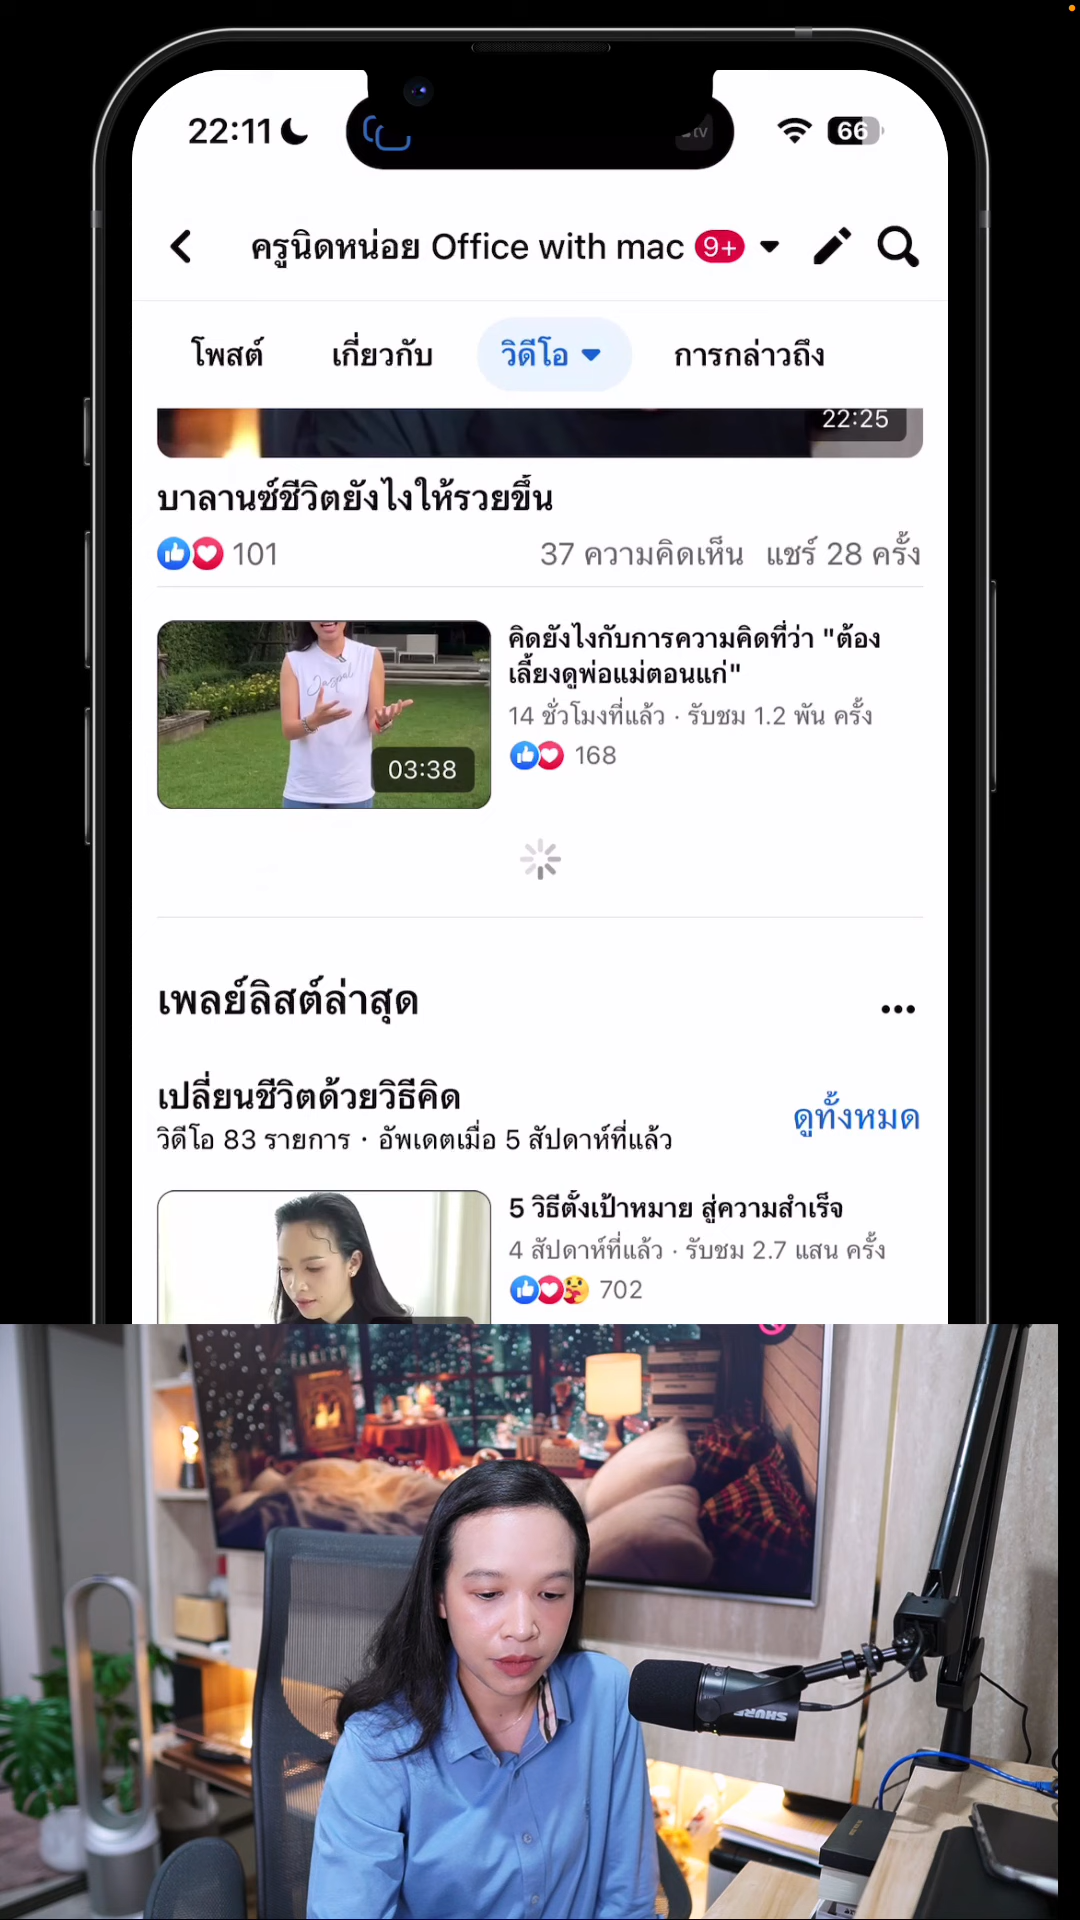 22:11
tv
66
ครูนิดหน่อย Office with mac 9+
โพสต์ เกี่ยวกับ วิดีโอ การกล่าวถึง
22:25
บาลานซ์ชีวิตยังไงให้รวยขึ้น
101 37 ความคิดเห็น แชร์ 28 ครั้ง
คิดยังไงกับการความคิดที่ว่า "ต้อง
เลี้ยงดูพ่อแม่ตอนแก่"
14 ชั่วโมงที่แล้ว · รับชม 1.2 พัน ครั้ง
168
Jaspal
03:38
เพลย์ลิสต์ล่าสุด
เปลี่ยนชีวิตด้วยวิธีคิด
วิดีโอ 83 รายการ · อัพเดตเมื่อ 5 สัปดาห์ที่แล้ว
ดูทั้งหมด
5 วิธีตั้งเป้าหมาย สู่ความสำเร็จ
4 สัปดาห์ที่แล้ว · รับชม 2.7 แสน ครั้ง
702
SHURE